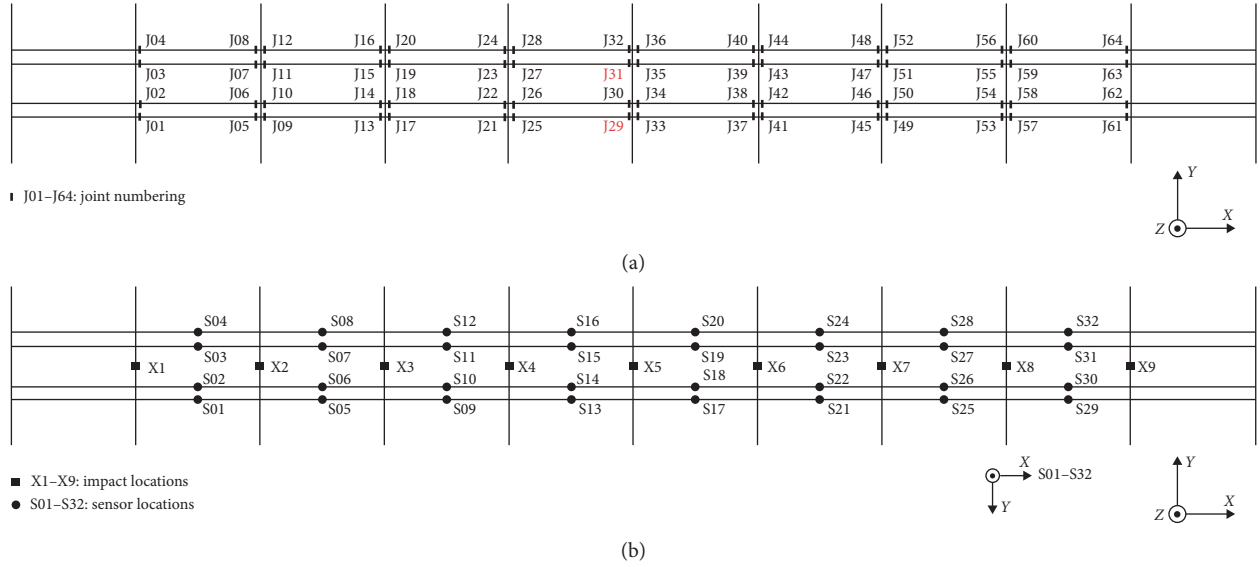 J04 J08 J12 J16 J20 J24 J28 J32 J36 J40 J44 J48 J52 J56 J60 J64
J03 J07 J11 J15 J19 J23 J27 J31 J35 J39 J43 J47 J51 J55 J59 J63
J02 J06 J10 J14 J18 J22 J26 J30 J34 J38 J42 J46 J50 J54 J58 J62
J01 J05 J09 J13 J17 J21 J25 J29 J33 J37 J41 J45 J49 J53 J57 J61
J01–J64: joint numbering
Y
X
Z
(a)
S04 S08 S12 S16 S20 S24 S28 S32
S03 S07 S11 S15 S19 S23 S27 S31
X1 X2 X3 X4 X5 X6 X7 X8 X9
S02 S06 S10 S14 S18 S22 S26 S30
S01 S05 S09 S13 S17 S21 S25 S29
X1–X9: impact locations
S01–S32: sensor locations
X
S01–S32
Y
Y
X
Z
(b)